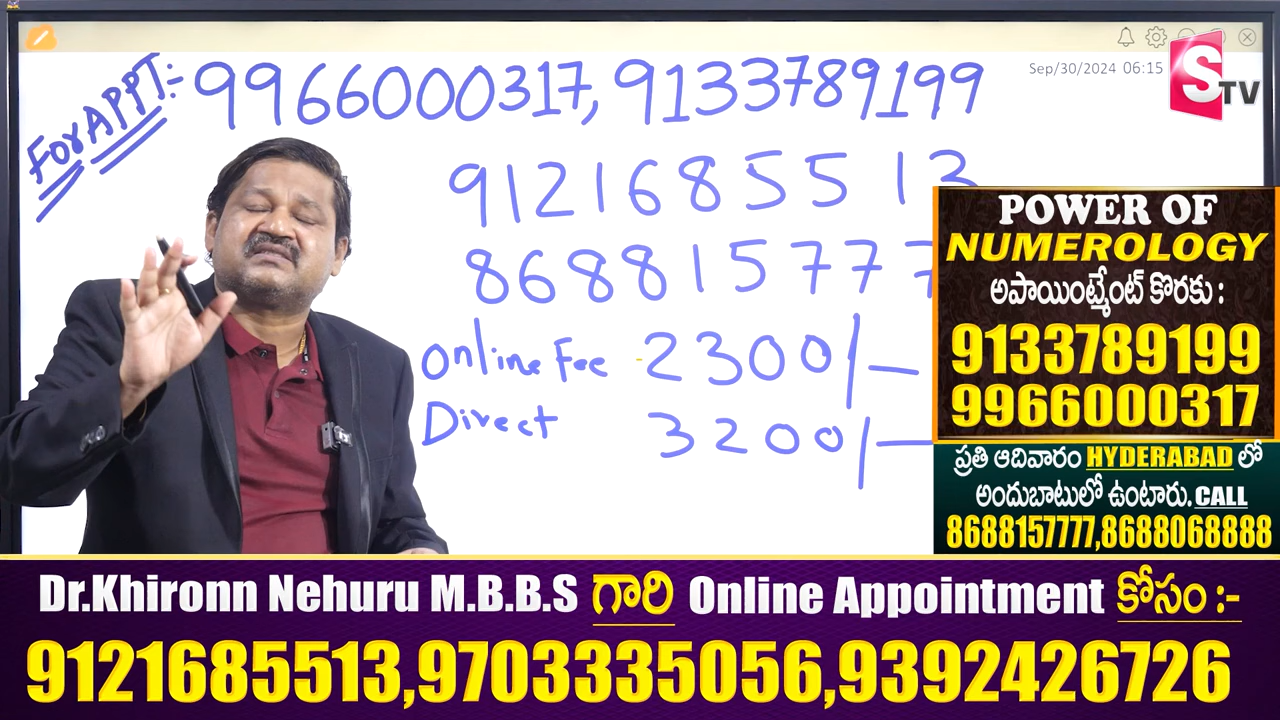 For APPT:- 9966000317, 9133789199
Sep/30/2024 06:15
S TV
9121685513
8688157777
Online Fee - 2300/-
Direct 3200/-
POWER OF
NUMEROLOGY
అపాయింట్మేంట్ కొరకు :
9133789199
9966000317
ప్రతి ఆదివారం HYDERABAD లో
అందుబాటులో ఉంటారు. CALL
8688157777,8688068888
Dr.Khironn Nehuru M.B.B.S గారి Online Appointment కోసం :-
9121685513,9703335056,9392426726